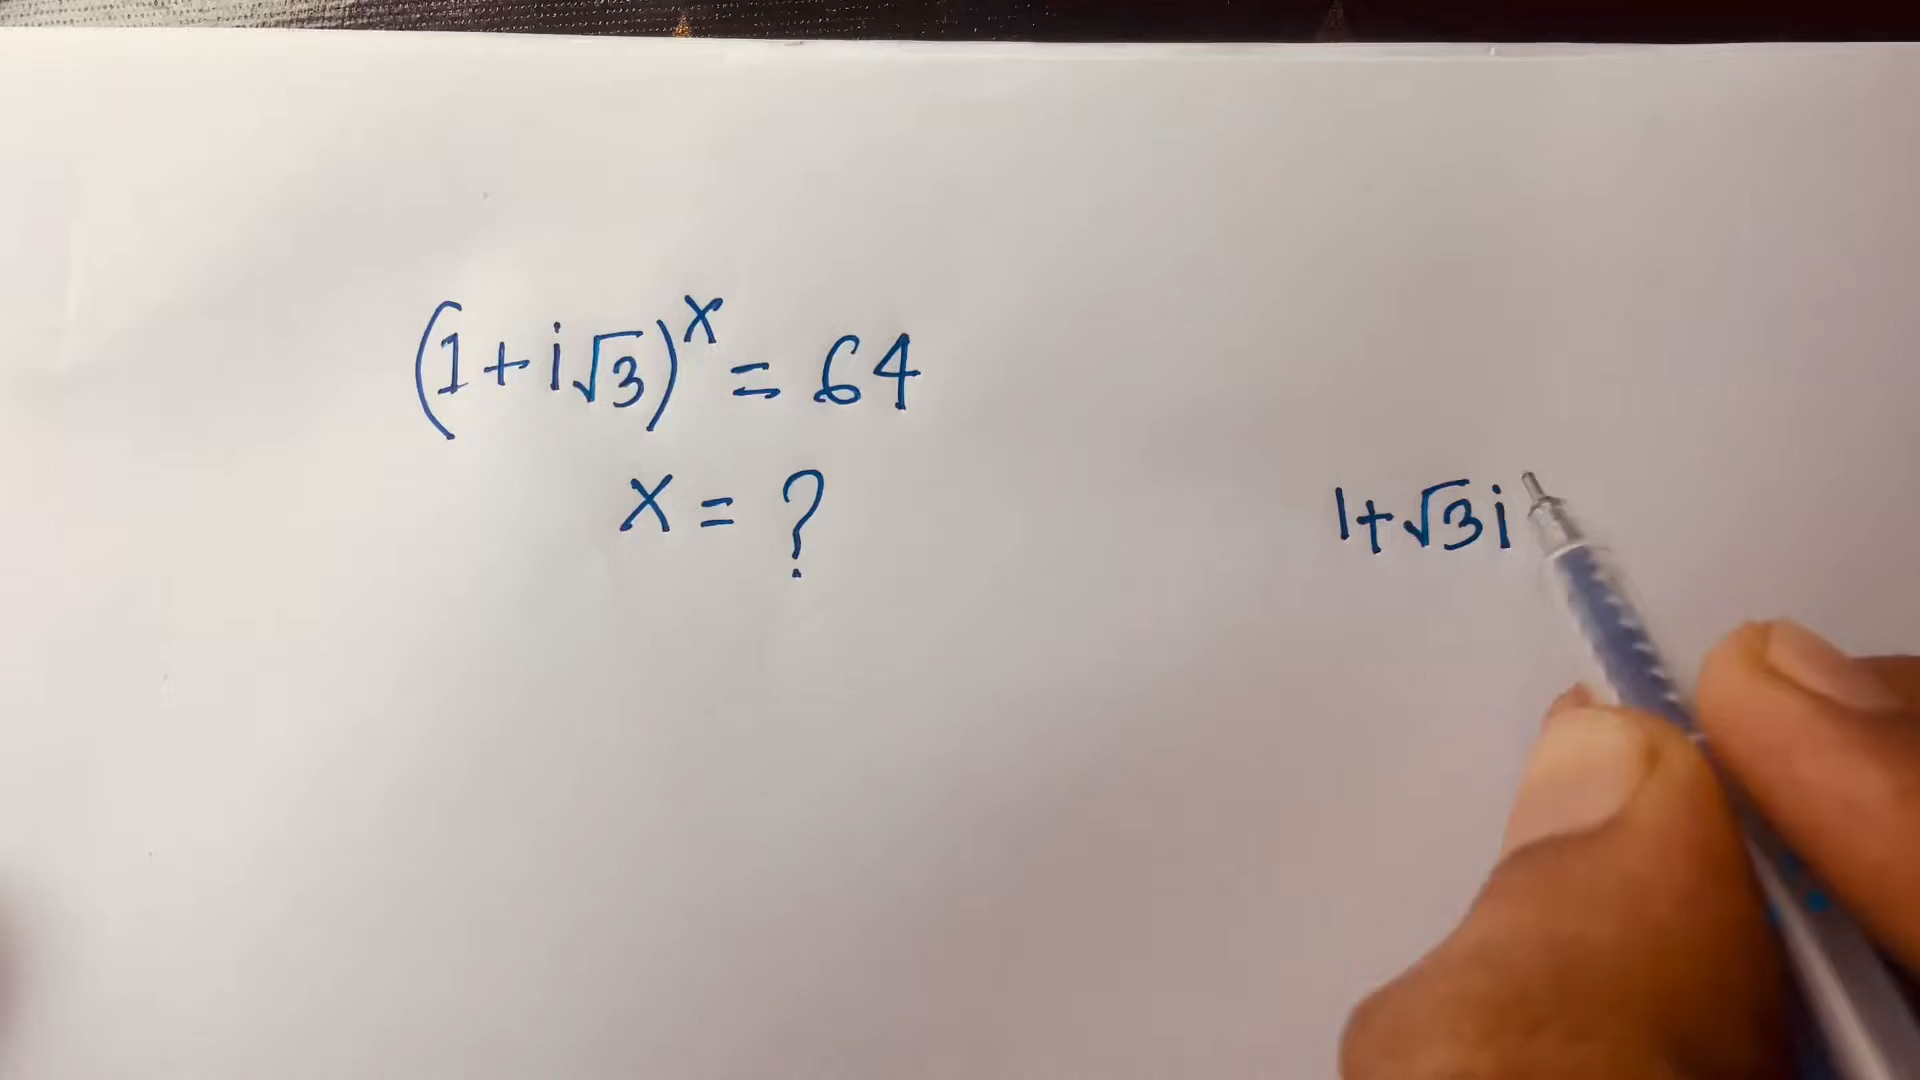 (1+i√3)^x = 64
x = ?
1+√3i